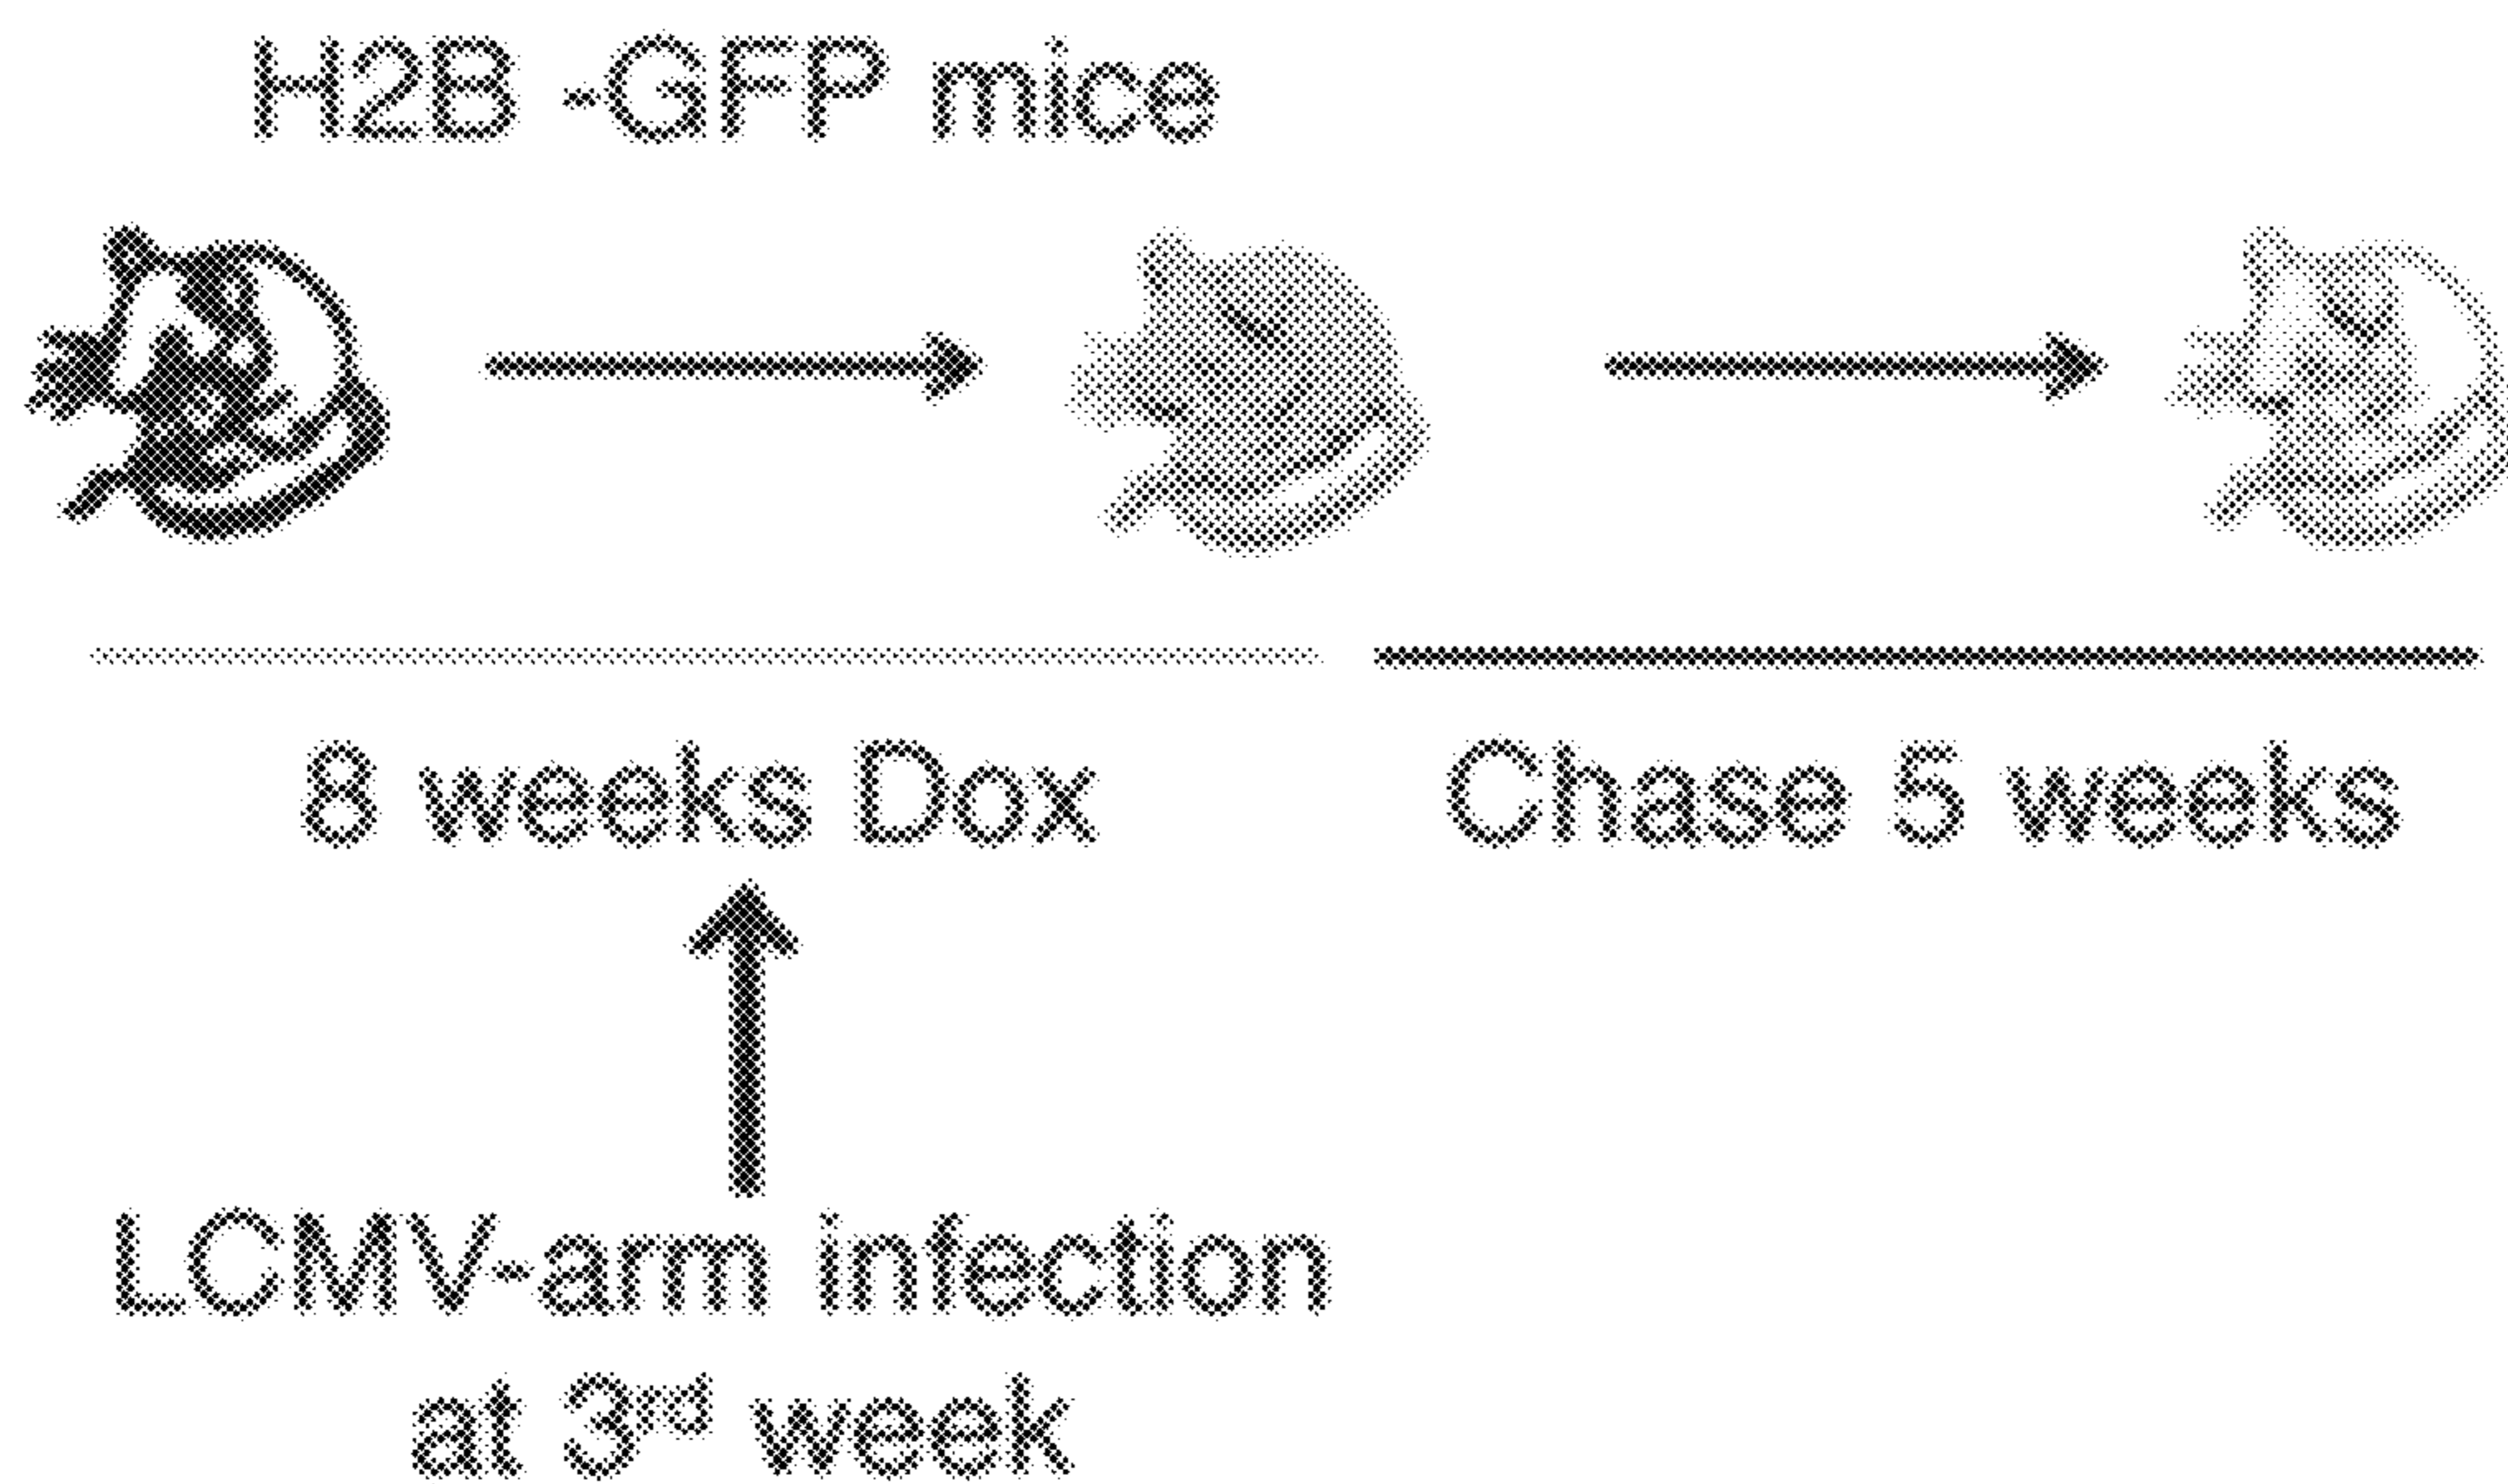 H2B -GFP mice
8 weeks Dox
Chase 5 weeks
LCMV-arm infection
at 3rd week